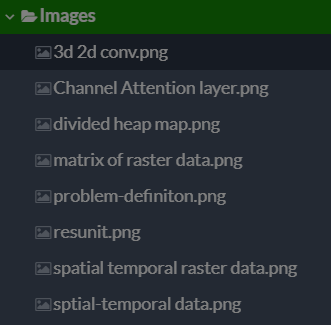 Images
3d 2d conv.png
Channel Attention layer.png
divided heap map.png
matrix of raster data.png
problem-definiton.png
resunit.png
spatial temporal raster data.png
sptial-temporal data.png